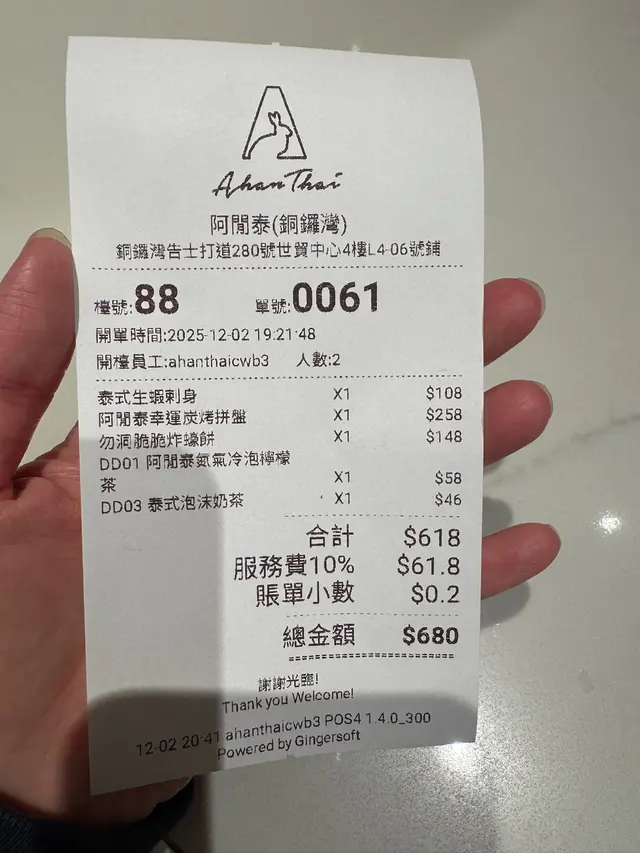 Ahan Thai
阿閒泰(銅鑼灣)
銅鑼灣告士打道280號世貿中心4樓L4-06號鋪
檯號:88 單號:0061
開單時間:2025-12-02 19:21:48
開檯員工:ahanthaicwb3 人數:2
泰式生蝦刺身 X1 $108
阿閒泰幸運炭烤拼盤 X1 $258
勿洞脆脆炸蠔餅 X1 $148
DD01 阿閒泰氮氣冷泡檸檬
茶 X1 $58
DD03 泰式泡沫奶茶 X1 $46
合計 $618
服務費10% $61.8
賬單小數 $0.2
總金額 $680
謝謝光臨!
Thank you Welcome!
12-02 20:41 ahanthaicwb3 POS4 1.4.0_300
Powered by Gingersoft